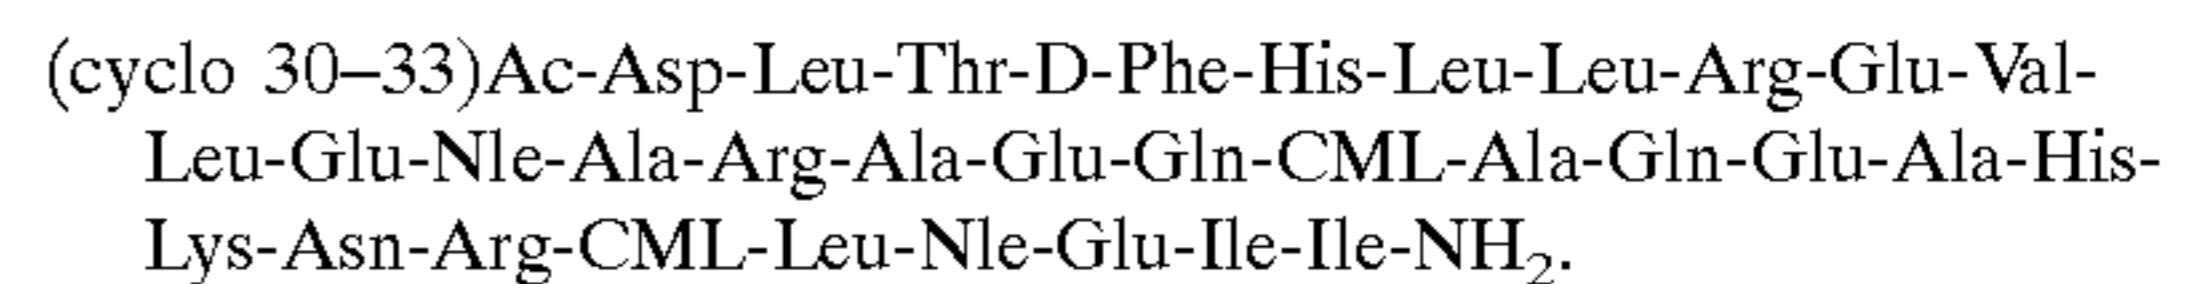 (cyclo 30–33)Ac-Asp-Leu-Thr-D-Phe-His-Leu-Leu-Arg-Glu-Val-
Leu-Glu-Nle-Ala-Arg-Ala-Glu-Gln-CML-Ala-Gln-Glu-Ala-His-
Lys-Asn-Arg-CML-Leu-Nle-Glu-Ile-Ile-NH₂.